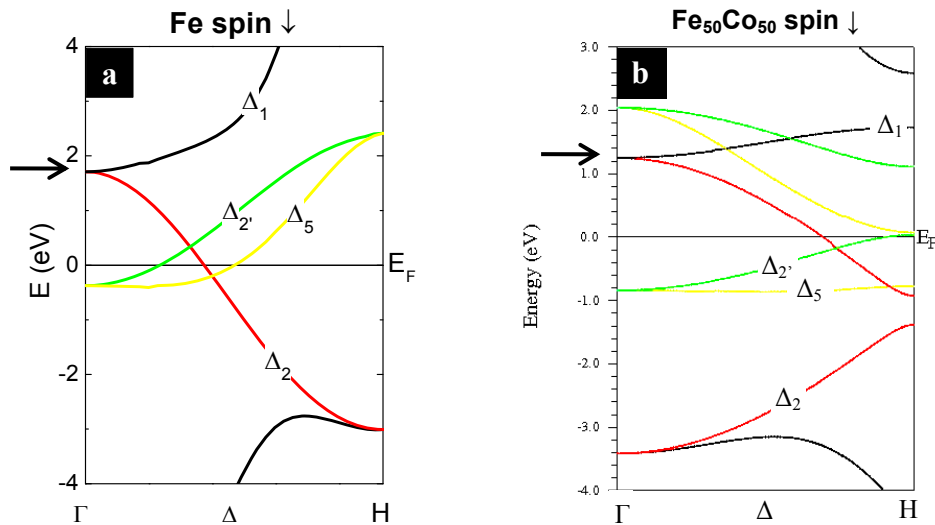 Fe spin ↓
a
4
2
0
-2
-4
E (eV)
Δ1
Δ2'
Δ5
Δ2
EF
Γ
Δ
H
Fe50Co50 spin ↓
b
3.0
2.0
1.0
0.0
-1.0
-2.0
-3.0
-4.0
Energy (eV)
Δ1
EF
Δ2'
Δ5
Δ2
Γ
Δ
H